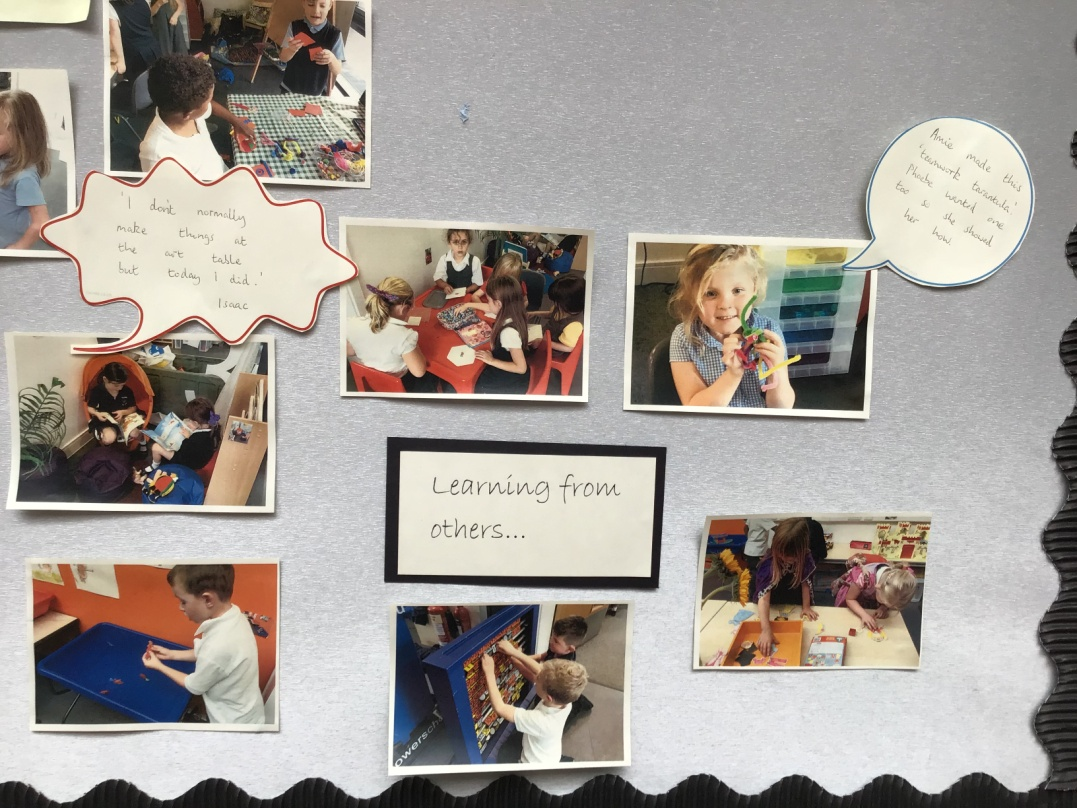 'I don't normally
make things at
the art table
but today I did.'
Isaac
Amie made this
'teamwork tarantula.'
Phoebe wanted one
too so she showed
her how.
Learning from
others...
owersch